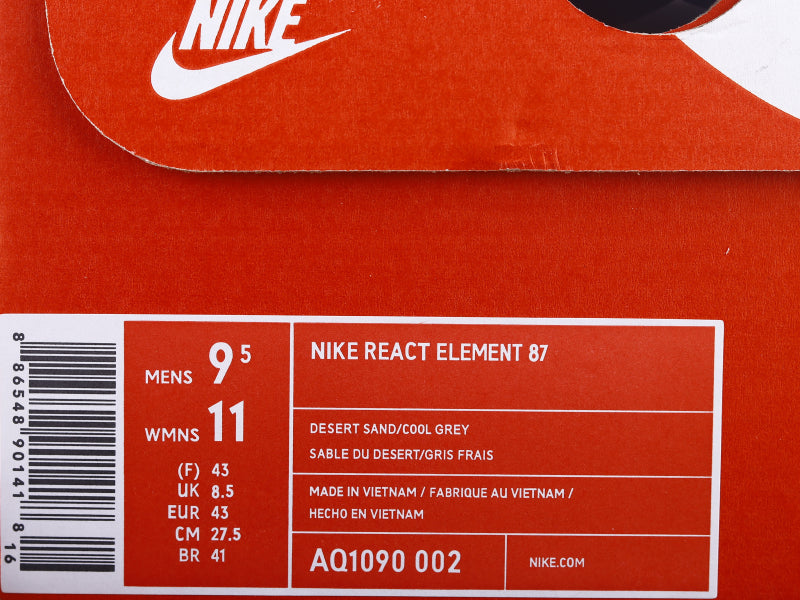 NIKE
8 86548 90141 8 16
MENS 9 5
WMNS 11
(F) 43
UK 8.5
EUR 43
CM 27.5
BR 41
NIKE REACT ELEMENT 87
DESERT SAND/COOL GREY
SABLE DU DESERT/GRIS FRAIS
MADE IN VIETNAM / FABRIQUE AU VIETNAM /
HECHO EN VIETNAM
AQ1090 002
NIKE.COM